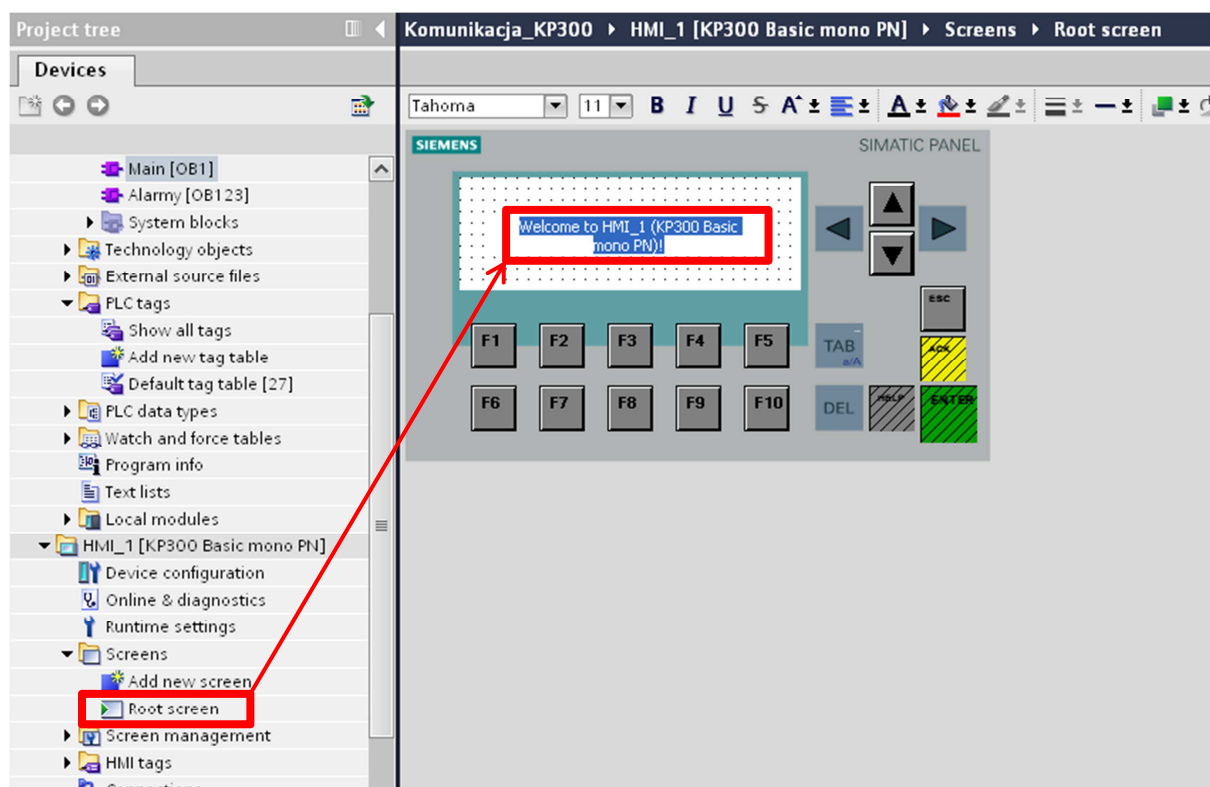 Project tree
Komunikacja_KP300 ▸ HMI_1 [KP300 Basic mono PN] ▸ Screens ▸ Root screen
Devices
Tahoma 11 B I U S A A
Main [OB1]
Alarmy [OB123]
System blocks
Technology objects
External source files
PLC tags
Show all tags
Add new tag table
Default tag table [27]
PLC data types
Watch and force tables
Program info
Text lists
Local modules
HMI_1 [KP300 Basic mono PN]
Device configuration
Online & diagnostics
Runtime settings
Screens
Add new screen
Root screen
Screen management
HMI tags
Connections
SIEMENS
SIMATIC PANEL
Welcome to HMI_1 (KP300 Basic
mono PN)!
ESC
F1 F2 F3 F4 F5 TAB ACK
a/A
F6 F7 F8 F9 F10 DEL HELP ENTER